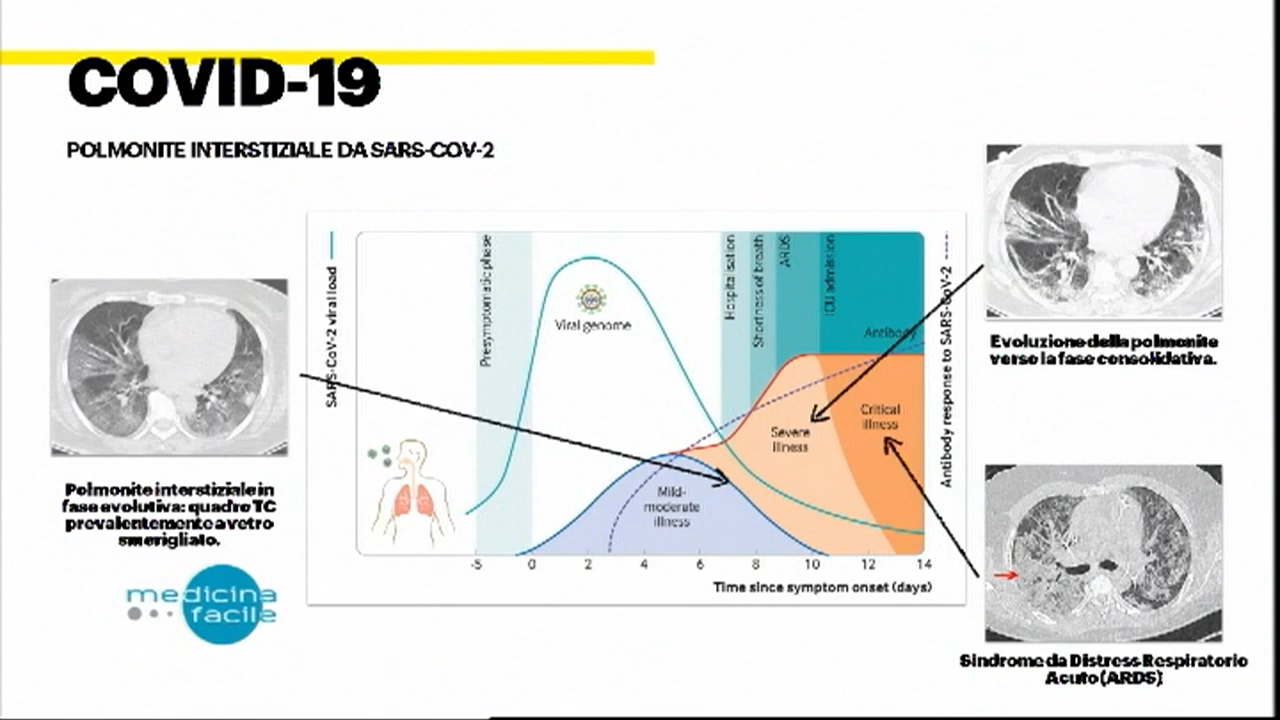 COVID-19
POLMONITE INTERSTIZIALE DA SARS-COV-2
Polmonite interstiziale in
fase evolutiva: quadro TC
prevalentemente a vetro
smerigliato.
medicina
facile
SARS-CoV-2 viral load
Presymptomatic phase
Viral genome
Hospitalisation
Shortness of breath
ARDS
ICU admission
Antibody
Mild-
moderate
illness
Severe
illness
Critical
illness
-5 0 2 4 6 8 10 12 14
Time since symptom onset (days)
Antibody response to SARS-CoV-2
Evoluzione della polmonite
verso la fase consolidativa.
Sindrome da Distress Respiratorio
Acuto (ARDS)